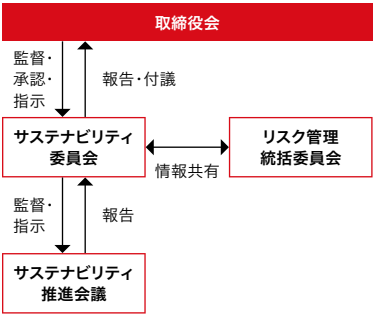 取締役会
監督・
承認・
指示
報告・付議
サステナビリティ
委員会
リスク管理
統括委員会
情報共有
監督・
指示
報告
サステナビリティ
推進会議